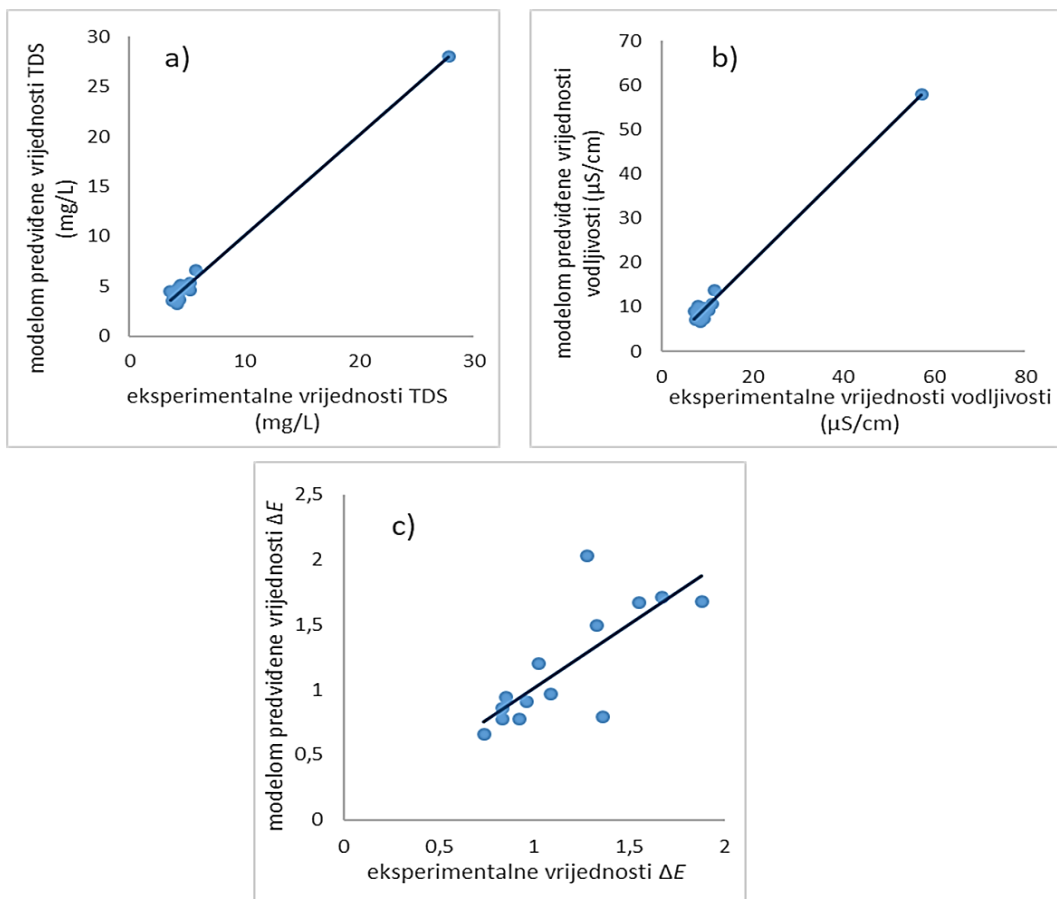 a)
modelom predviđene vrijednosti TDS
(mg/L)
30
25
20
15
10
5
0
0 10 20 30
eksperimentalne vrijednosti TDS
(mg/L)
b)
modelom predviđene vrijednosti
vodljivosti (µS/cm)
70
60
50
40
30
20
10
0
0 20 40 60 80
eksperimentalne vrijednosti vodljivosti
(µS/cm)
c)
modelom predviđene vrijednosti ΔE
2,5
2
1,5
1
0,5
0
0 0,5 1 1,5 2
eksperimentalne vrijednosti ΔE